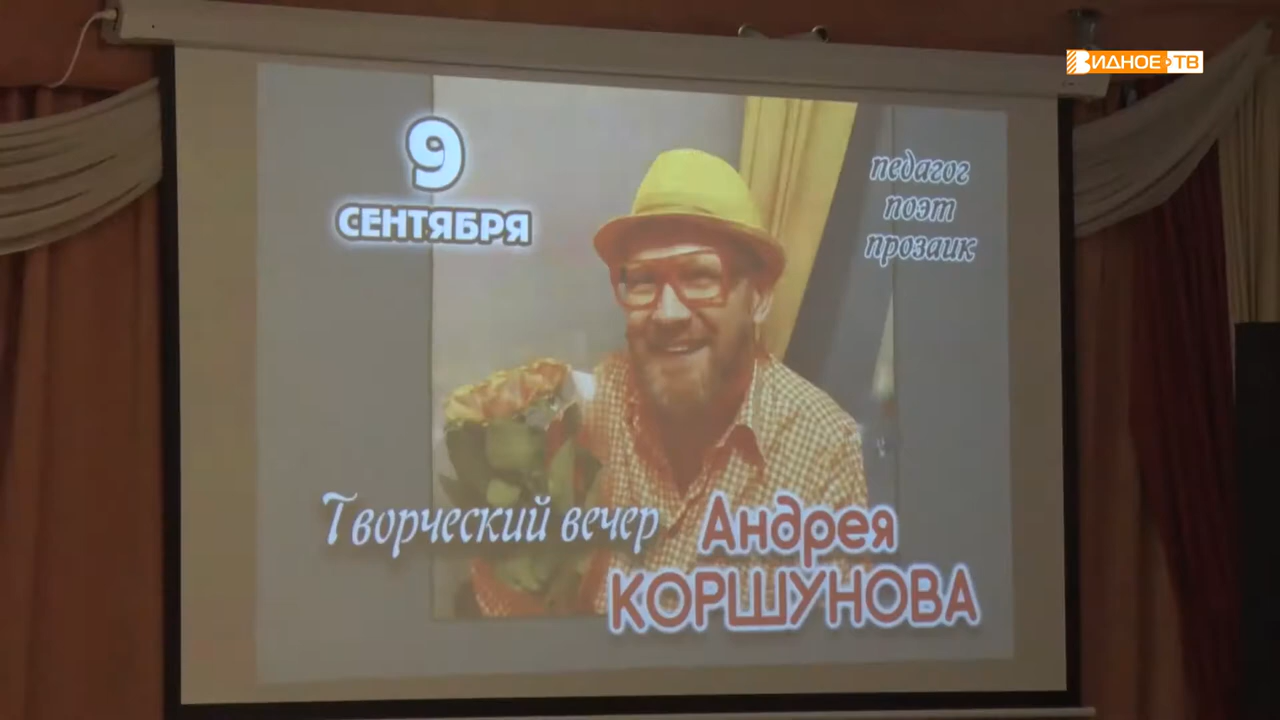 ВИДНОЕ ТВ
9
СЕНТЯБРЯ
педагог
поэт
прозаик
Творческий вечер
Андрея
КОРШУНОВА